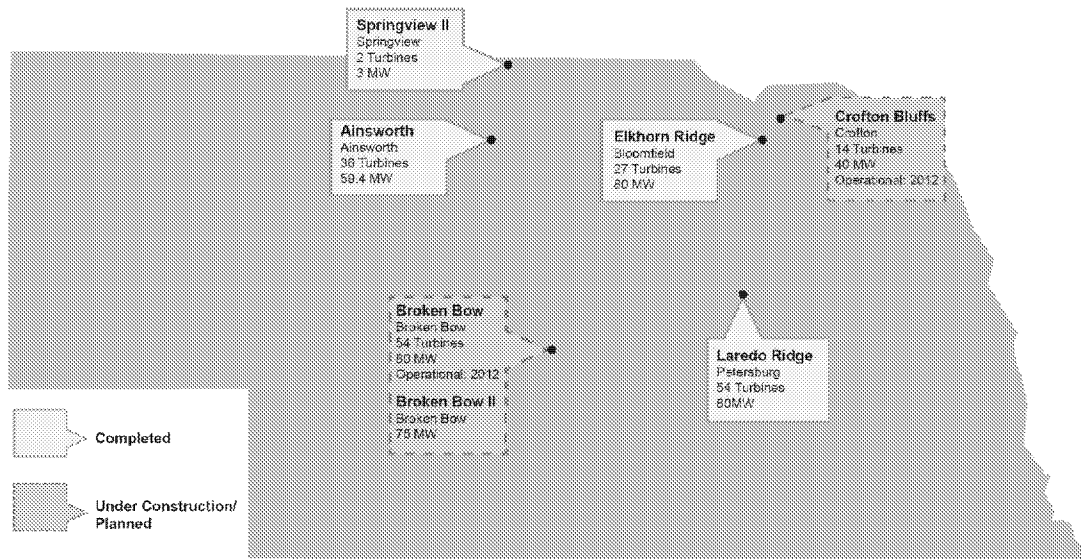 Springview II
Springview
2 Turbines
3 MW
Ainsworth
Ainsworth
36 Turbines
59.4 MW
Elkhorn Ridge
Bloomfield
27 Turbines
80 MW
Crofton Bluffs
Crofton
14 Turbines
40 MW
Operational: 2012
Broken Bow
Broken Bow
54 Turbines
80 MW
Operational: 2012
Broken Bow II
Broken Bow
75 MW
Laredo Ridge
Petersburg
54 Turbines
80MW
Completed
Under Construction/
Planned